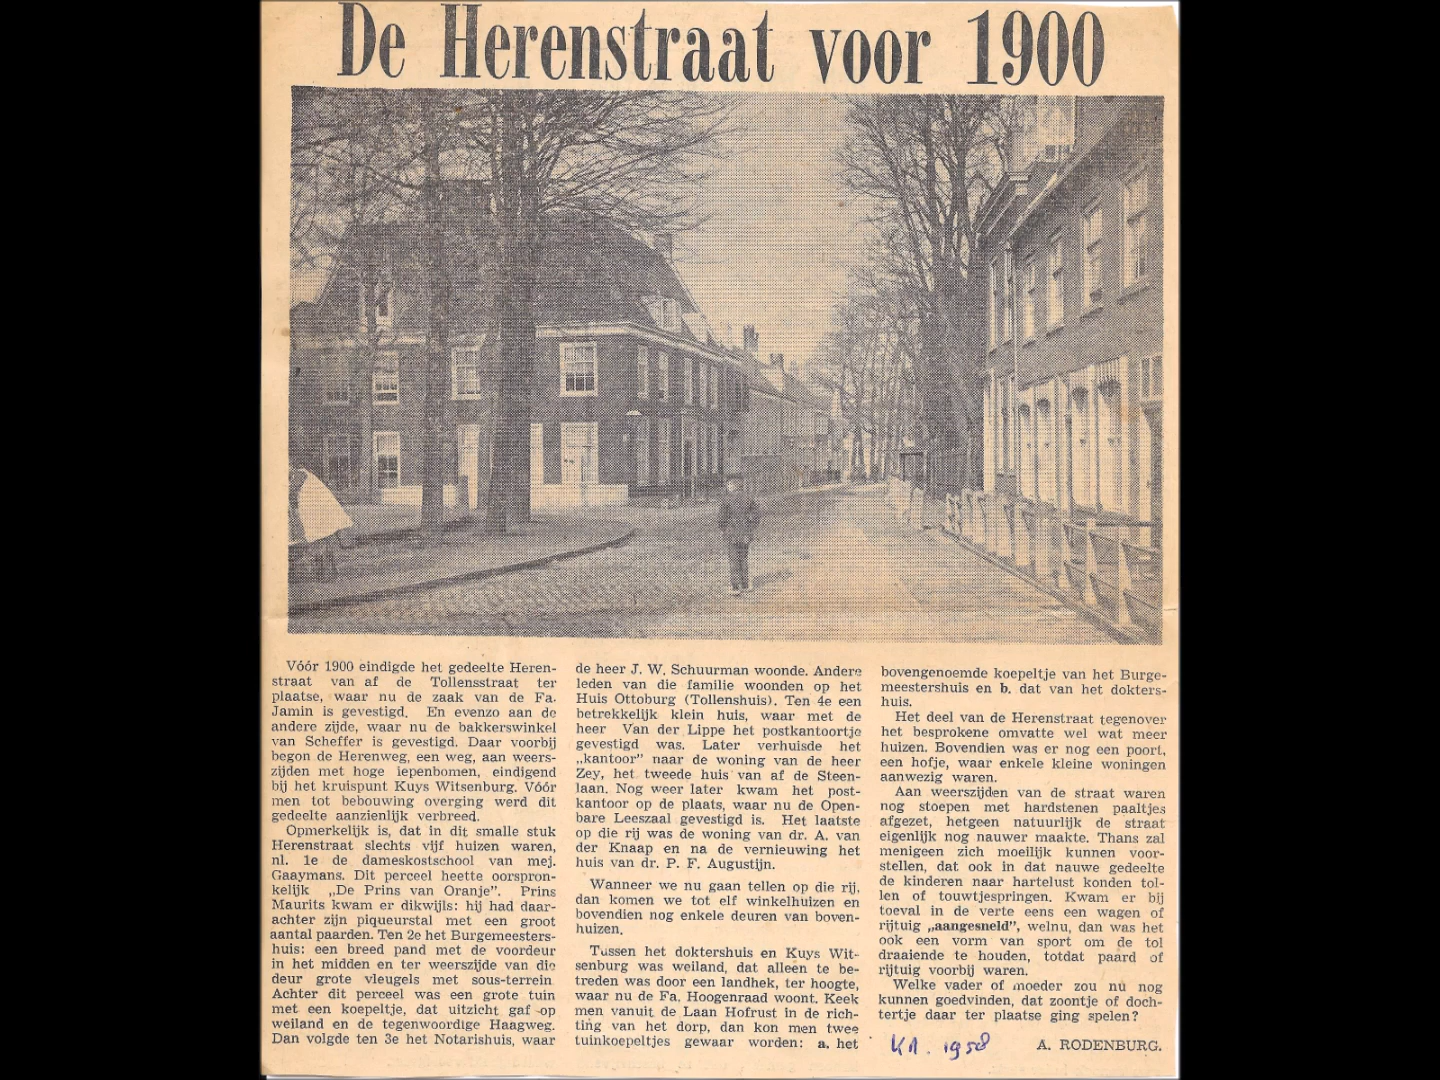 De Herenstraat voor 1900
Vóór 1900 eindigde het gedeelte Heren-
straat van af de Tollensstraat ter
plaatse, waar nu de zaak van de Fa.
Jamin is gevestigd. En evenzo aan de
andere zijde, waar nu de bakkerswinkel
van Scheffer is gevestigd. Daar voorbij
begon de Herenweg, een weg, aan weers-
zijden met hoge iepenbomen, eindigend
bij het kruispunt Kuys Witsenburg. Vóór
men tot bebouwing overging werd dit
gedeelte aanzienlijk verbreed.
Opmerkelijk is, dat in dit smalle stuk
Herenstraat slechts vijf huizen waren,
nl. 1e de dameskostschool van mej.
Gaaymans. Dit perceel heette oorspron-
kelijk „De Prins van Oranje”. Prins
Maurits kwam er dikwijls: hij had daar-
achter zijn piqueurstal met een groot
aantal paarden. Ten 2e het Burgemeesters-
huis: een breed pand met de voordeur
in het midden en ter weerszijde van die
deur grote vleugels met sous-terrein
Achter dit perceel was een grote tuin
met een koepeltje, dat uitzicht gaf op
weiland en de tegenwoordige Haagweg.
Dan volgde ten 3e het Notarishuis, waar
de heer J. W. Schuurman woonde. Andere
leden van die familie woonden op het
Huis Ottoburg (Tollenshuis). Ten 4e een
betrekkelijk klein huis, waar met de
heer Van der Lippe het postkantoortje
gevestigd was. Later verhuisde het
„kantoor” naar de woning van de heer
Zey, het tweede huis van af de Steen-
laan. Nog weer later kwam het post-
kantoor op de plaats, waar nu de Open-
bare Leeszaal gevestigd is. Het laatste
op die rij was de woning van dr. A. van
der Knaap en na de vernieuwing het
huis van dr. P. F. Augustijn.
Wanneer we nu gaan tellen op die rij,
dan komen we tot elf winkelhuizen en
bovendien nog enkele deuren van boven-
huizen.
Tussen het doktershuis en Kuys Wit-
senburg was weiland, dat alleen te be-
treden was door een landhek, ter hoogte,
waar nu de Fa. Hoogenraad woont. Keek
men vanuit de Laan Hofrust in de rich-
ting van het dorp, dan kon men twee
tuinkoepeltjes gewaar worden: a. het
bovengenoemde koepeltje van het Burge-
meestershuis en b. dat van het dokters-
huis.
Het deel van de Herenstraat tegenover
het besprokene omvatte wel wat meer
huizen. Bovendien was er nog een poort,
een hofje, waar enkele kleine woningen
aanwezig waren.
Aan weerszijden van de straat waren
nog stoepen met hardstenen paaltjes
afgezet, hetgeen natuurlijk de straat
eigenlijk nog nauwer maakte. Thans zal
menigeen zich moeilijk kunnen voor-
stellen, dat ook in dat nauwe gedeelte
de kinderen naar hartelust konden tol-
len of touwtjespringen. Kwam er bij
toeval in de verte eens een wagen of
rijtuig „aangesneld”, welnu, dan was het
ook een vorm van sport om de tol
draaiende te houden, totdat paard of
rijtuig voorbij waren.
Welke vader of moeder zou nu nog
kunnen goedvinden, dat zoontje of doch-
tertje daar ter plaatse ging spelen?
KA. 1958 A. RODENBURG.